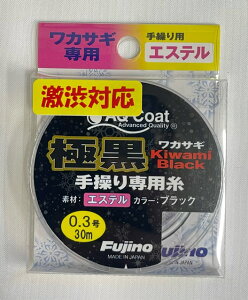 ワカサギ専用
手繰り用
エステル
激渋対応
Ad Coat
Advanced Quality
®
極黒
ワカサギ
Kiwami
Black
手操り専用糸
素材:エステル カラー:ブラック
0.3号
30m
Fujino
MADE IN JAPAN